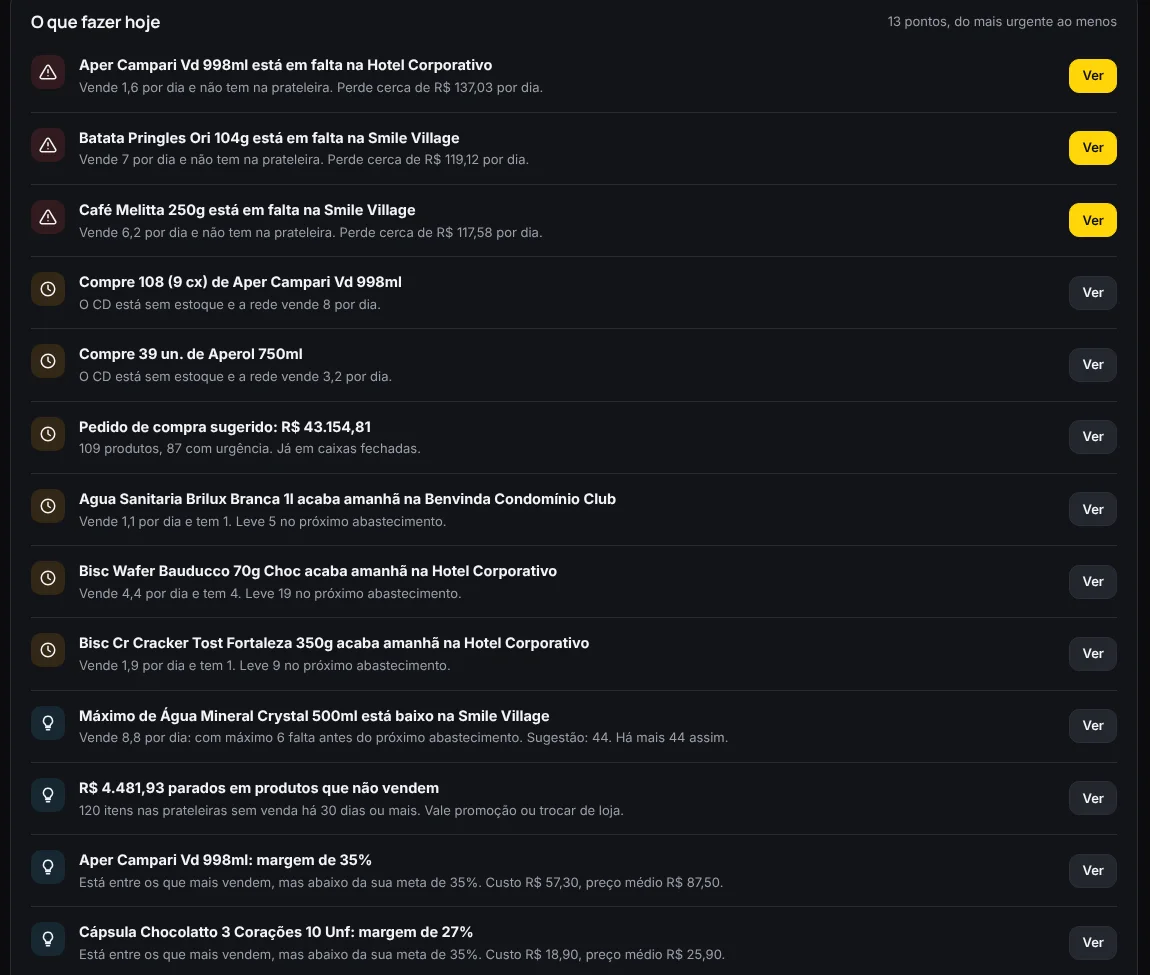 O que fazer hoje
13 pontos, do mais urgente ao menos
Aper Campari Vd 998ml está em falta na Hotel Corporativo
Vende 1,6 por dia e não tem na prateleira. Perde cerca de R$ 137,03 por dia.
Ver
Batata Pringles Ori 104g está em falta na Smile Village
Vende 7 por dia e não tem na prateleira. Perde cerca de R$ 119,12 por dia.
Ver
Café Melitta 250g está em falta na Smile Village
Vende 6,2 por dia e não tem na prateleira. Perde cerca de R$ 117,58 por dia.
Ver
Compre 108 (9 cx) de Aper Campari Vd 998ml
O CD está sem estoque e a rede vende 8 por dia.
Ver
Compre 39 un. de Aperol 750ml
O CD está sem estoque e a rede vende 3,2 por dia.
Ver
Pedido de compra sugerido: R$ 43.154,81
109 produtos, 87 com urgência. Já em caixas fechadas.
Ver
Agua Sanitaria Brilux Branca 1l acaba amanhã na Benvinda Condomínio Club
Vende 1,1 por dia e tem 1. Leve 5 no próximo abastecimento.
Ver
Bisc Wafer Bauducco 70g Choc acaba amanhã na Hotel Corporativo
Vende 4,4 por dia e tem 4. Leve 19 no próximo abastecimento.
Ver
Bisc Cr Cracker Tost Fortaleza 350g acaba amanhã na Hotel Corporativo
Vende 1,9 por dia e tem 1. Leve 9 no próximo abastecimento.
Ver
Máximo de Água Mineral Crystal 500ml está baixo na Smile Village
Vende 8,8 por dia: com máximo 6 falta antes do próximo abastecimento. Sugestão: 44. Há mais 44 assim.
Ver
R$ 4.481,93 parados em produtos que não vendem
120 itens nas prateleiras sem venda há 30 dias ou mais. Vale promoção ou trocar de loja.
Ver
Aper Campari Vd 998ml: margem de 35%
Está entre os que mais vendem, mas abaixo da sua meta de 35%. Custo R$ 57,30, preço médio R$ 87,50.
Ver
Cápsula Chocolatto 3 Corações 10 Unf: margem de 27%
Está entre os que mais vendem, mas abaixo da sua meta de 35%. Custo R$ 18,90, preço médio R$ 25,90.
Ver